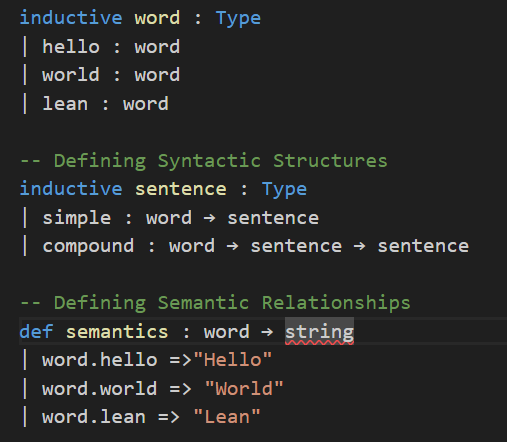 inductive word : Type
| hello : word
| world : word
| lean : word
-- Defining Syntactic Structures
inductive sentence : Type
| simple : word → sentence
| compound : word → sentence → sentence
-- Defining Semantic Relationships
def semantics : word → string
| word.hello =>"Hello"
| word.world => "World"
| word.lean => "Lean"